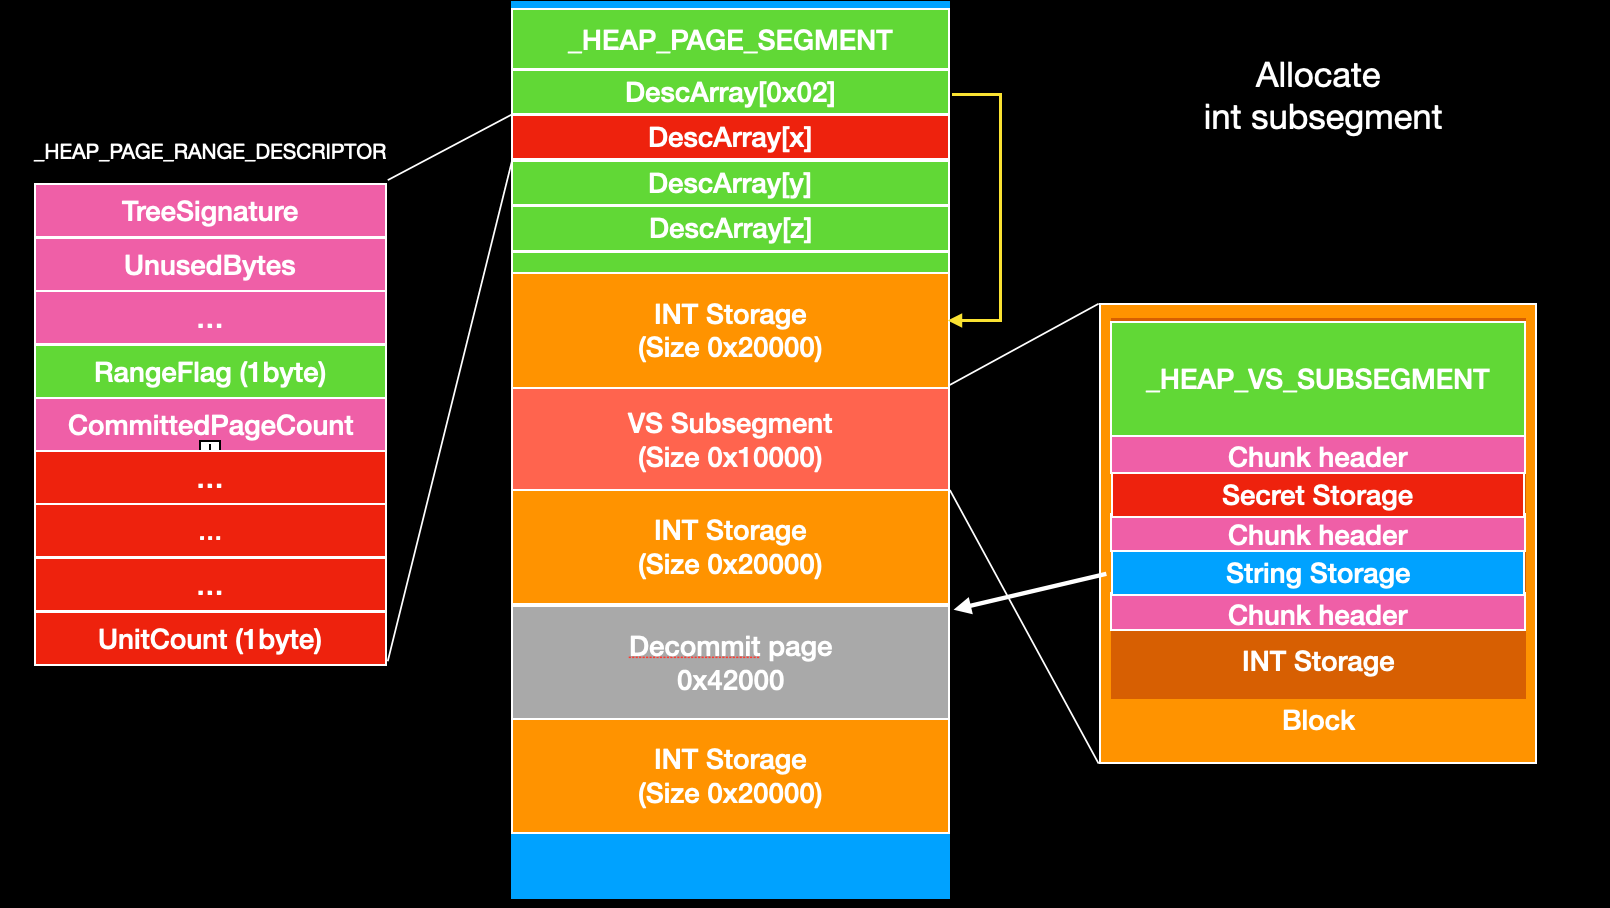 Allocate
int subsegment
_HEAP_PAGE_RANGE_DESCRIPTOR
TreeSignature
UnusedBytes
...
RangeFlag (1byte)
CommittedPageCount
...
...
...
UnitCount (1byte)
_HEAP_PAGE_SEGMENT
DescArray[0x02]
DescArray[x]
DescArray[y]
DescArray[z]
INT Storage
(Size 0x20000)
VS Subsegment
(Size 0x10000)
INT Storage
(Size 0x20000)
Decommit page
0x42000
INT Storage
(Size 0x20000)
_HEAP_VS_SUBSEGMENT
Chunk header
Secret Storage
Chunk header
String Storage
Chunk header
INT Storage
Block